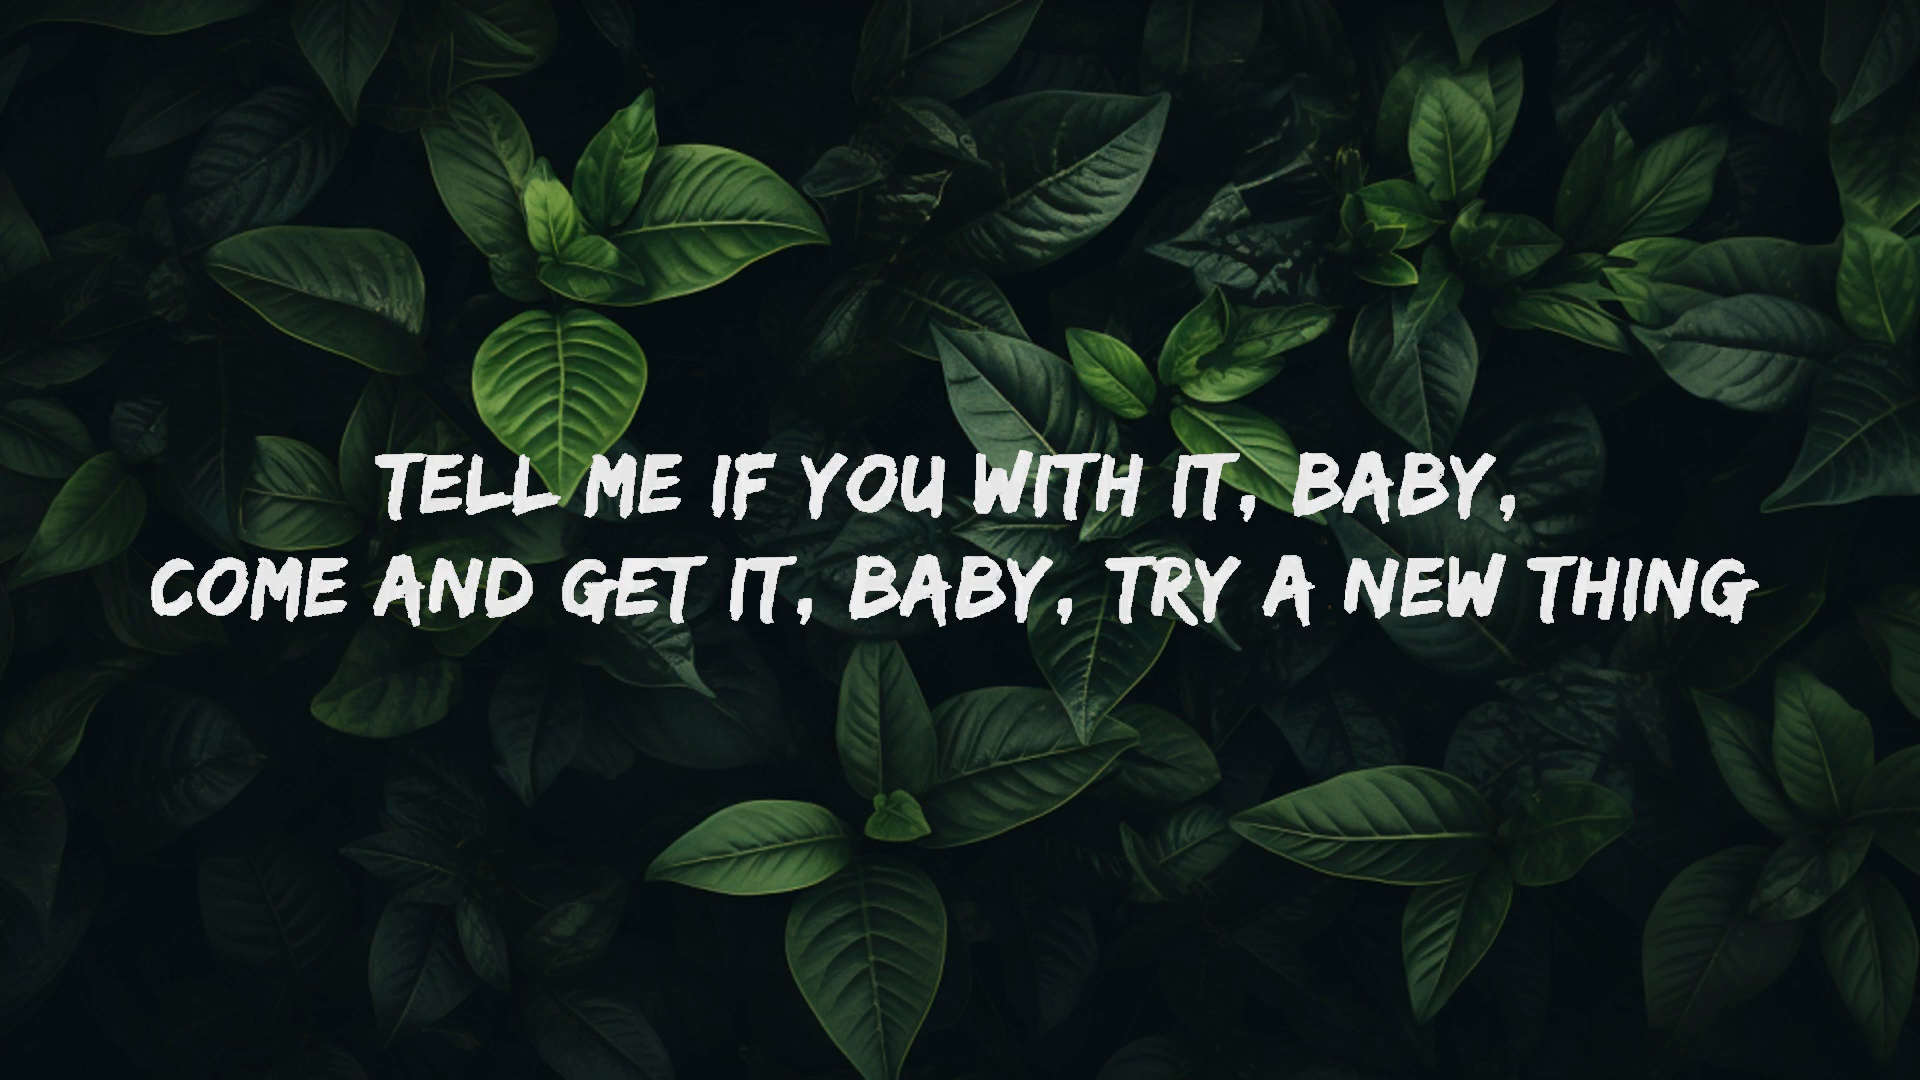 TELL ME IF YOU WITH IT, BABY,
COME AND GET IT, BABY, TRY A NEW THING